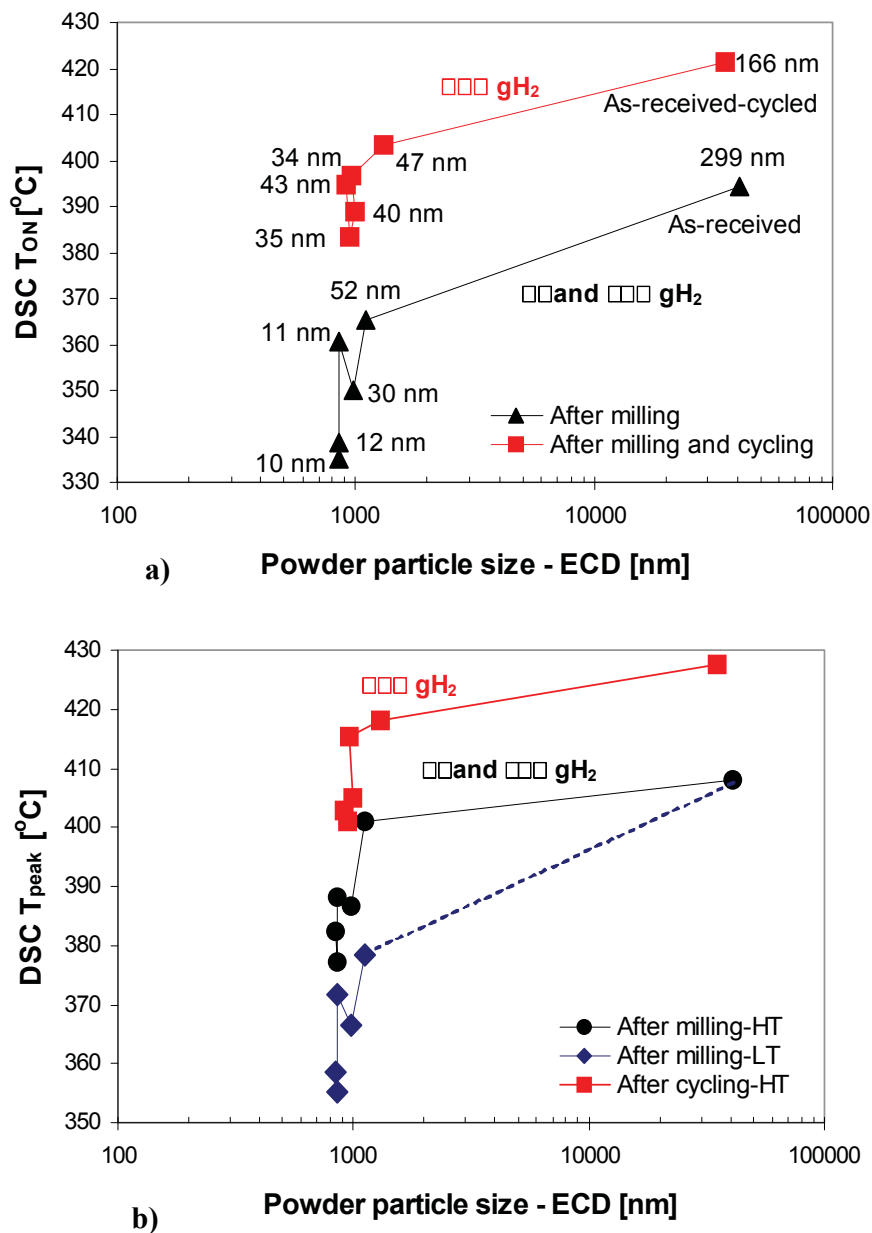 430
420
410
400
390
380
370
360
350
340
330
DSC TON [oC]
□□□ gH2
166 nm
As-received-cycled
34 nm
47 nm
43 nm
40 nm
35 nm
299 nm
As-received
52 nm
□□and □□□ gH2
11 nm
30 nm
12 nm
10 nm
After milling
After milling and cycling
100 1000 10000 100000
a) Powder particle size - ECD [nm]
430
420
410
400
390
380
370
360
350
DSC Tpeak [oC]
□□□ gH2
□□and □□□ gH2
After milling-HT
After milling-LT
After cycling-HT
100 1000 10000 100000
Powder particle size - ECD [nm]
b)